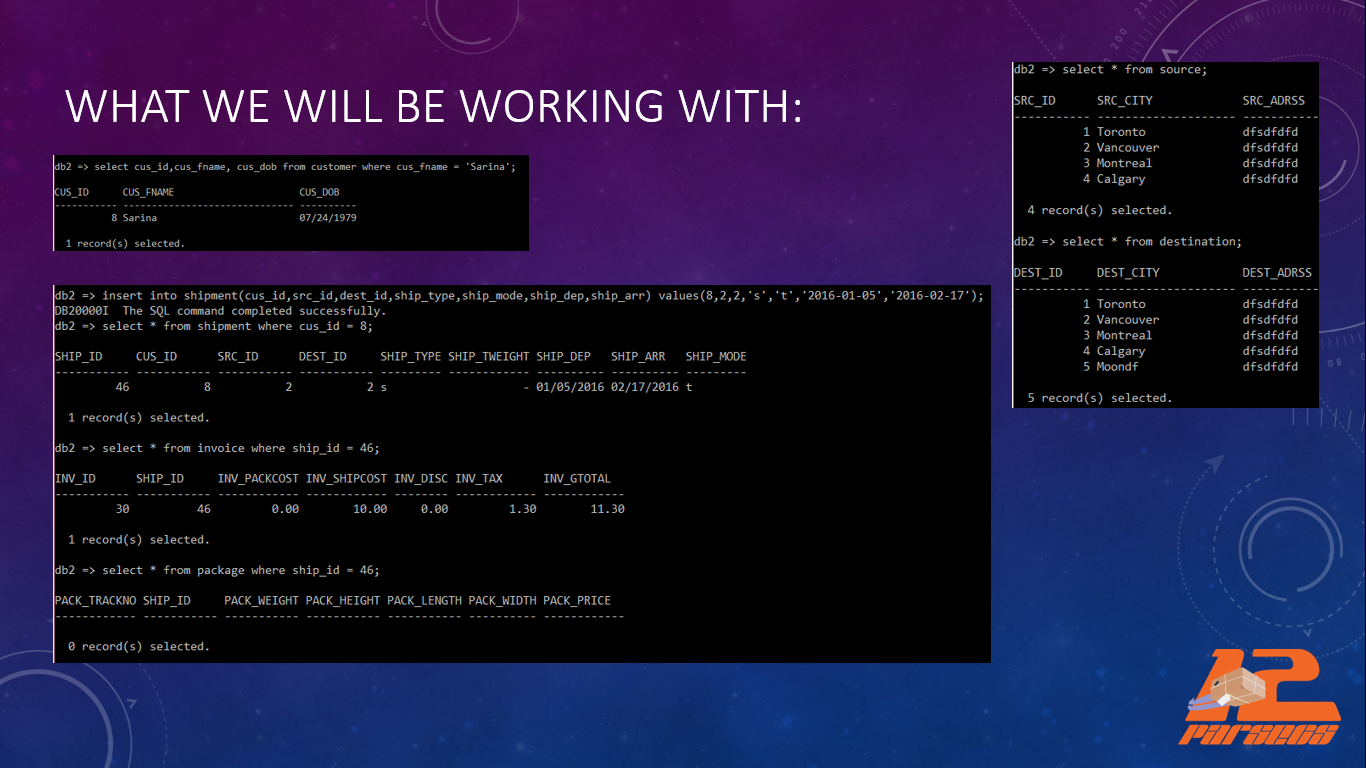 WHAT WE WILL BE WORKING WITH:
db2 => select cus_id,cus_fname, cus_dob from customer where cus_fname = 'Sarina';
CUS_ID CUS_FNAME CUS_DOB
----------- ------------------------------ ----------
8 Sarina 07/24/1979
1 record(s) selected.
db2 => insert into shipment(cus_id,src_id,dest_id,ship_type,ship_mode,ship_dep,ship_arr) values(8,2,2,'s','t','2016-01-05','2016-02-17');
DB20000I The SQL command completed successfully.
db2 => select * from shipment where cus_id = 8;
SHIP_ID CUS_ID SRC_ID DEST_ID SHIP_TYPE SHIP_TWEIGHT SHIP_DEP SHIP_ARR SHIP_MODE
----------- ----------- ----------- ----------- --------- ------------ ---------- ---------- ---------
46 8 2 2 s - 01/05/2016 02/17/2016 t
1 record(s) selected.
db2 => select * from invoice where ship_id = 46;
INV_ID SHIP_ID INV_PACKCOST INV_SHIPCOST INV_DISC INV_TAX INV_GTOTAL
----------- ----------- ------------ ------------ -------- ------------ ------------
30 46 0.00 10.00 0.00 1.30 11.30
1 record(s) selected.
db2 => select * from package where ship_id = 46;
PACK_TRACKNO SHIP_ID PACK_WEIGHT PACK_HEIGHT PACK_LENGTH PACK_WIDTH PACK_PRICE
------------ ----------- ----------- ----------- ----------- ---------- ------------
0 record(s) selected.
db2 => select * from source;
SRC_ID SRC_CITY SRC_ADRSS
----------- -------------------- -----------
1 Toronto dfsdfdfd
2 Vancouver dfsdfdfd
3 Montreal dfsdfdfd
4 Calgary dfsdfdfd
4 record(s) selected.
db2 => select * from destination;
DEST_ID DEST_CITY DEST_ADRSS
----------- -------------------- -----------
1 Toronto dfsdfdfd
2 Vancouver dfsdfdfd
3 Montreal dfsdfdfd
4 Calgary dfsdfdfd
5 Moondf dfsdfdfd
5 record(s) selected.
12
Parsecs